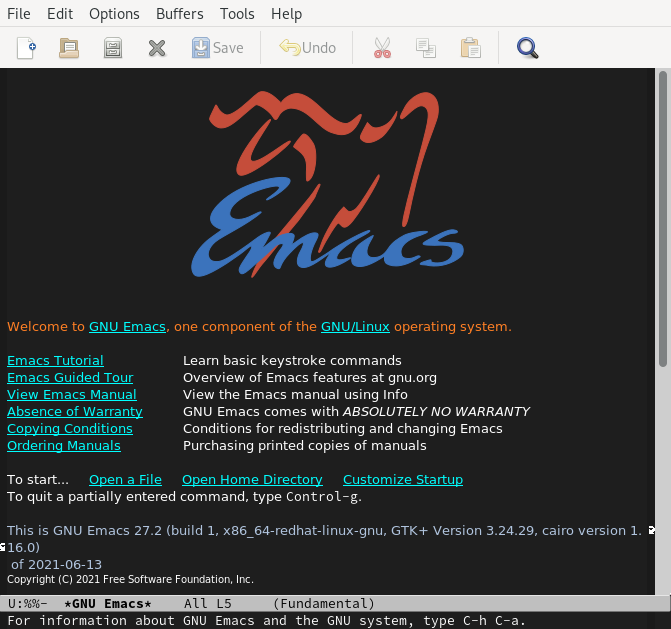 File Edit Options Buffers Tools Help
Save Undo
Emacs
Welcome to GNU Emacs, one component of the GNU/Linux operating system.
Emacs Tutorial Learn basic keystroke commands
Emacs Guided Tour Overview of Emacs features at gnu.org
View Emacs Manual View the Emacs manual using Info
Absence of Warranty GNU Emacs comes with ABSOLUTELY NO WARRANTY
Copying Conditions Conditions for redistributing and changing Emacs
Ordering Manuals Purchasing printed copies of manuals
To start... Open a File Open Home Directory Customize Startup
To quit a partially entered command, type Control-g.
This is GNU Emacs 27.2 (build 1, x86_64-redhat-linux-gnu, GTK+ Version 3.24.29, cairo version 1.
16.0)
of 2021-06-13
Copyright (C) 2021 Free Software Foundation, Inc.
U:%%- *GNU Emacs* All L5 (Fundamental)
For information about GNU Emacs and the GNU system, type C-h C-a.